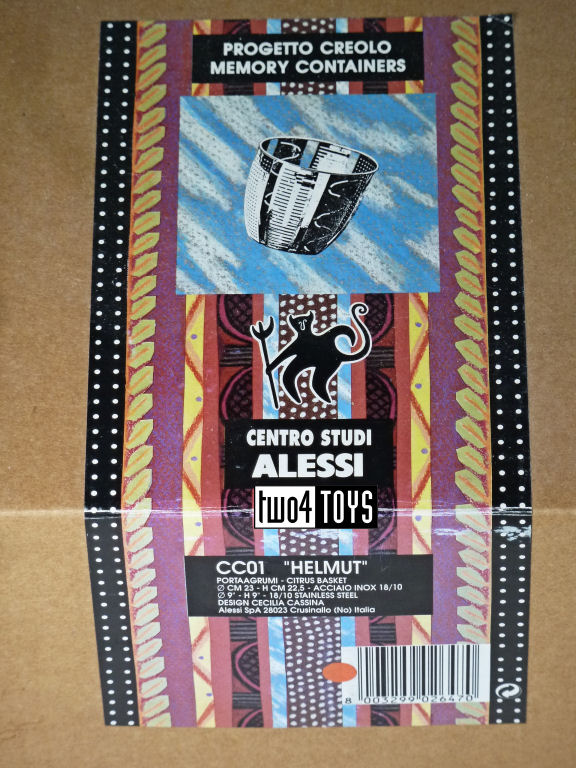 PROGETTO CREOLO
MEMORY CONTAINERS
CENTRO STUDI
ALESSI
two4TOYS
CC01 "HELMUT"
PORTAAGRUMI - CITRUS BASKET
∅ CM 23 - H CM 22,5 - ACCIAIO INOX 18/10
∅ 9' - H 9' - 18/10 STAINLESS STEEL
DESIGN CECILIA CASSINA
Alessi SpA 28023 Crusinallo (No) Italia
8 003299 026470